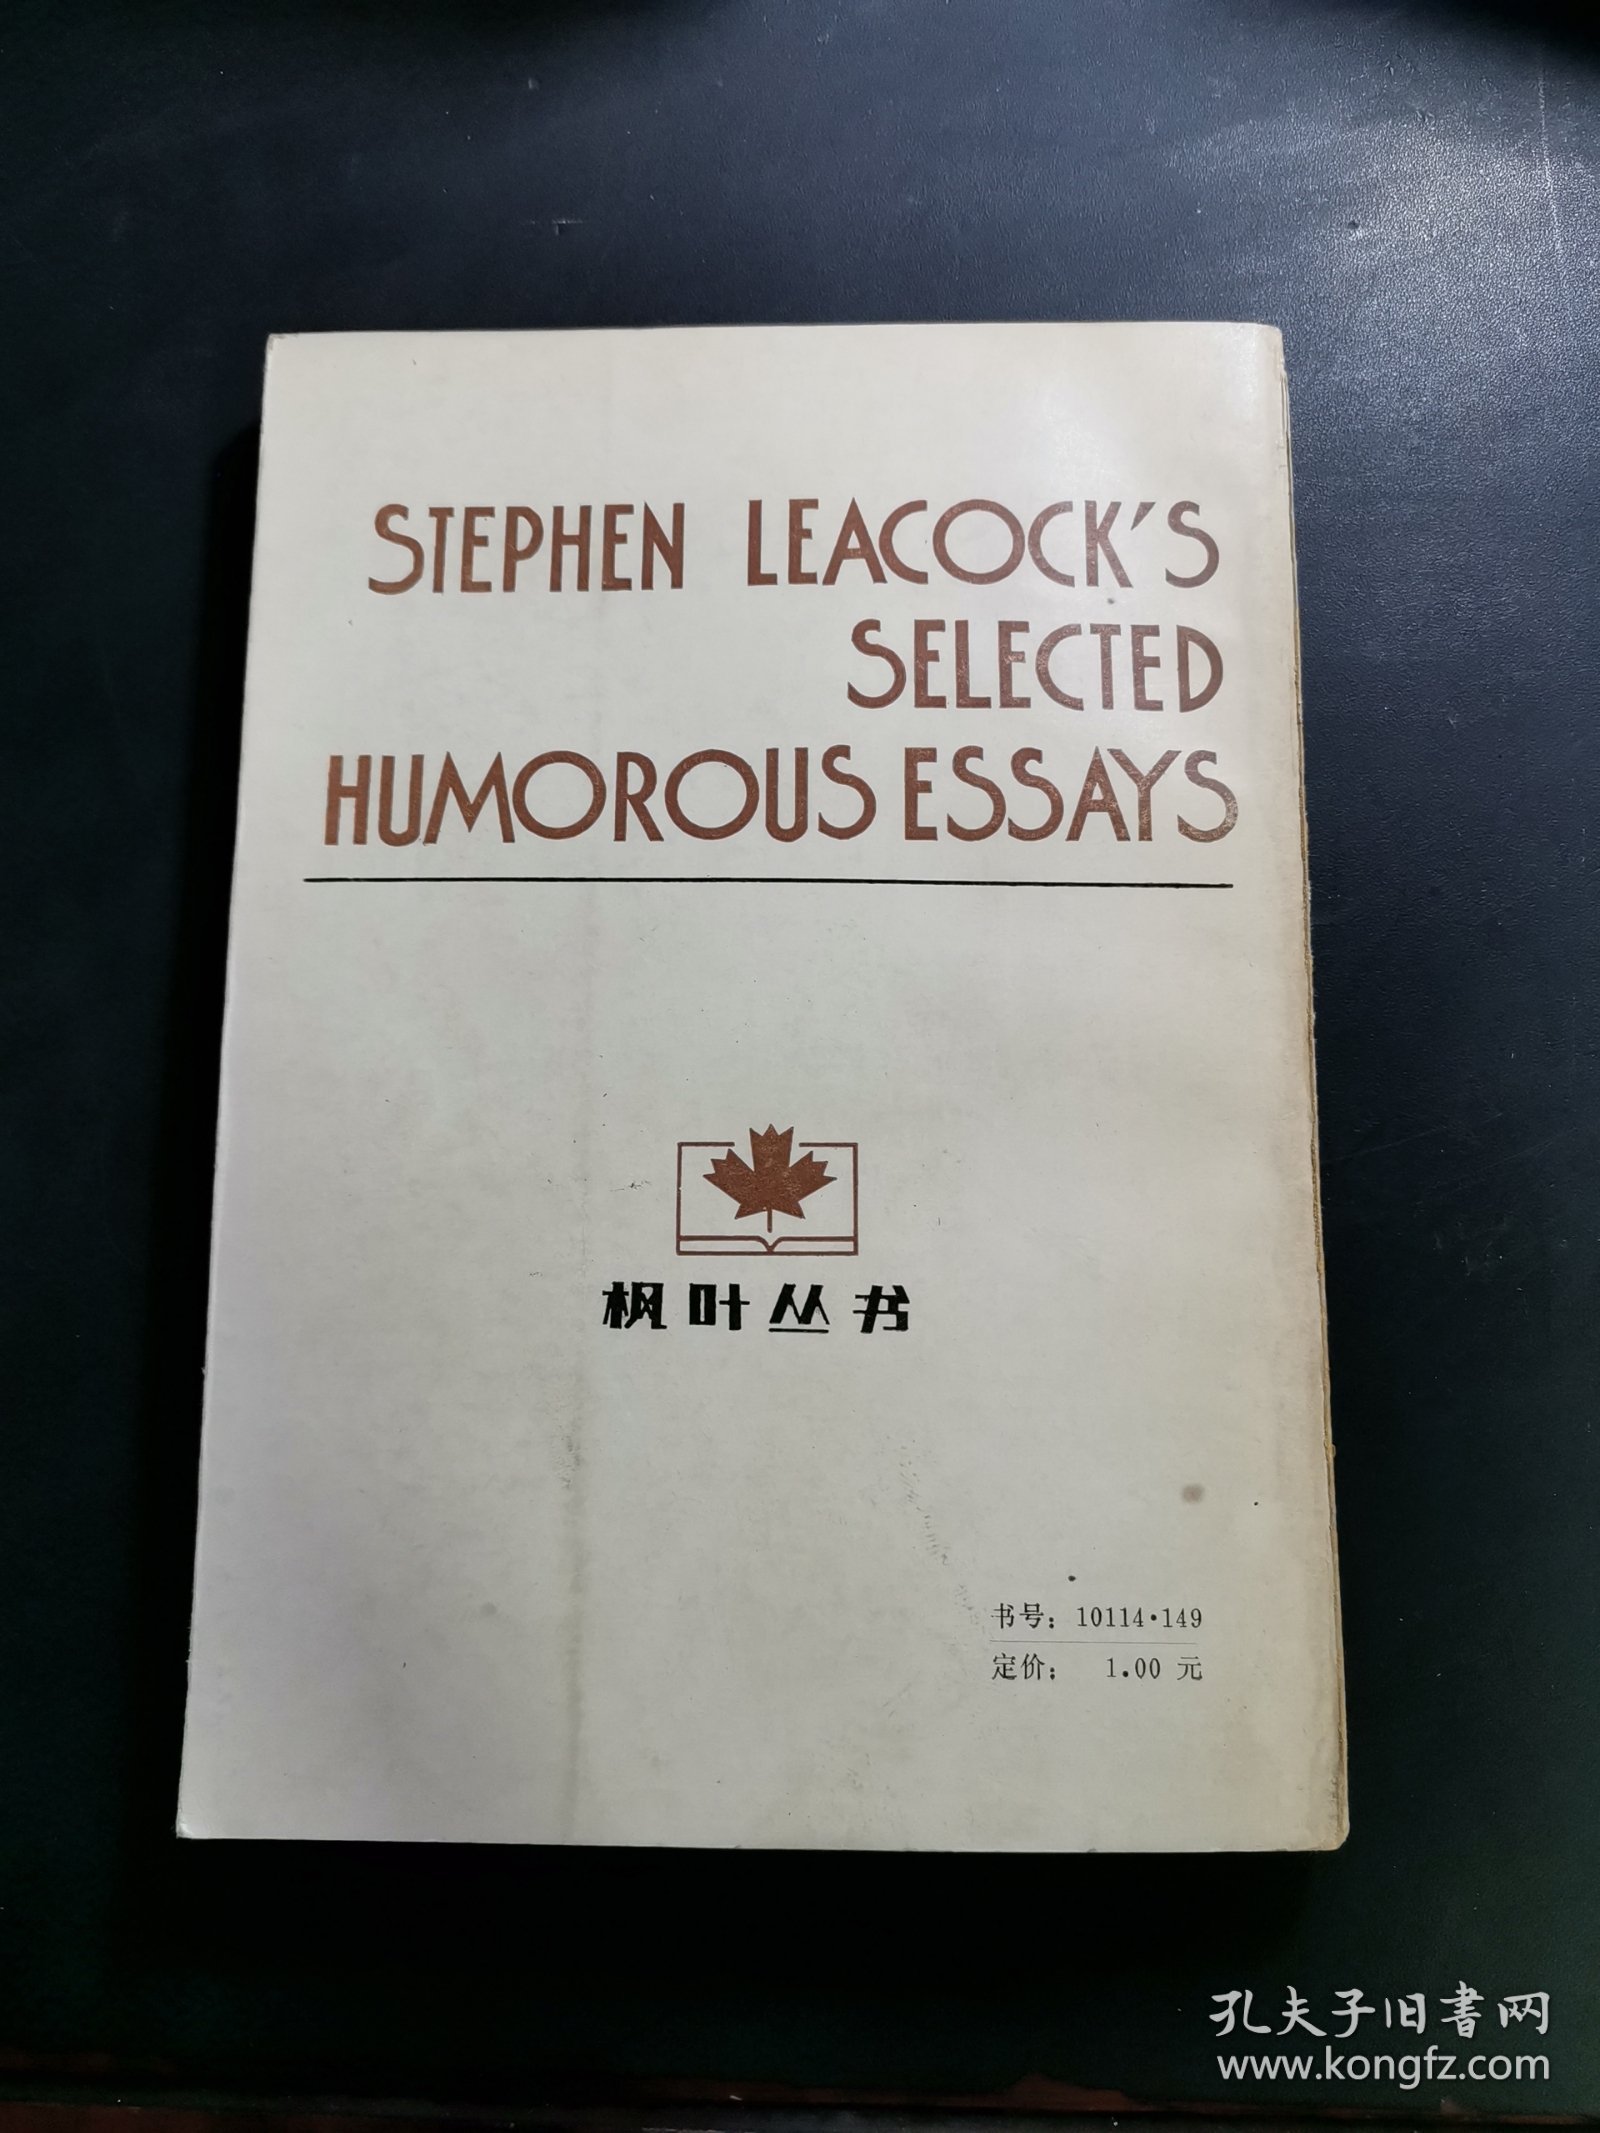 STEPHEN LEACOCK'S
SELECTED
HUMOROUS ESSAYS
枫叶丛书
书号：10114·149
定价： 1.00 元
孔夫子旧書网
www.kongfz.com